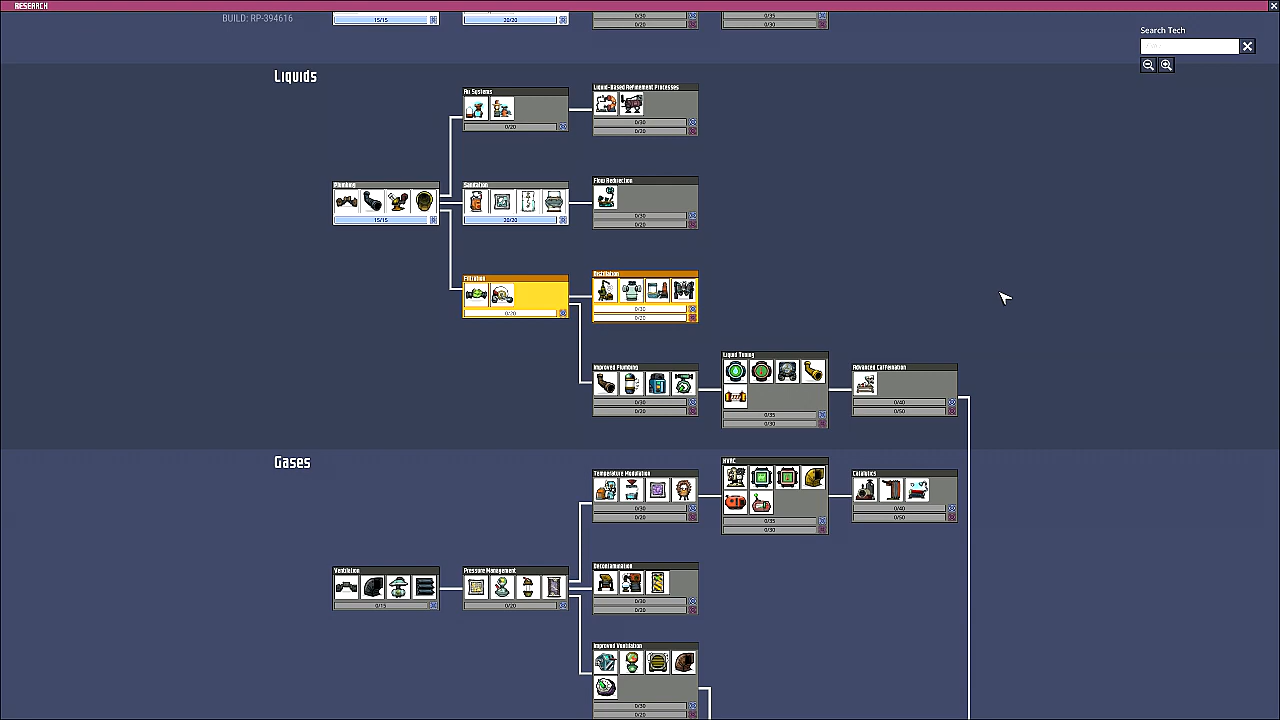 RESEARCH
BUILD: RP-394616
15/15
20/20
0/30
0/20
0/35
0/30
Search Tech
Liquids
Air Systems
0/20
Liquid-Based Refinement Processes
0/30
0/20
Plumbing
15/15
Sanitation
20/20
Flow Redirection
0/30
0/20
Filtration
0/20
Distillation
0/30
0/20
Improved Plumbing
0/30
0/20
Liquid Tuning
0/35
0/30
Advanced Caffeination
0/40
0/50
Gases
Temperature Modulation
0/30
0/20
HVAC
0/35
0/30
Catalytics
0/40
0/50
Ventilation
0/15
Pressure Management
0/20
Decontamination
0/30
0/20
Improved Ventilation
0/30
0/20